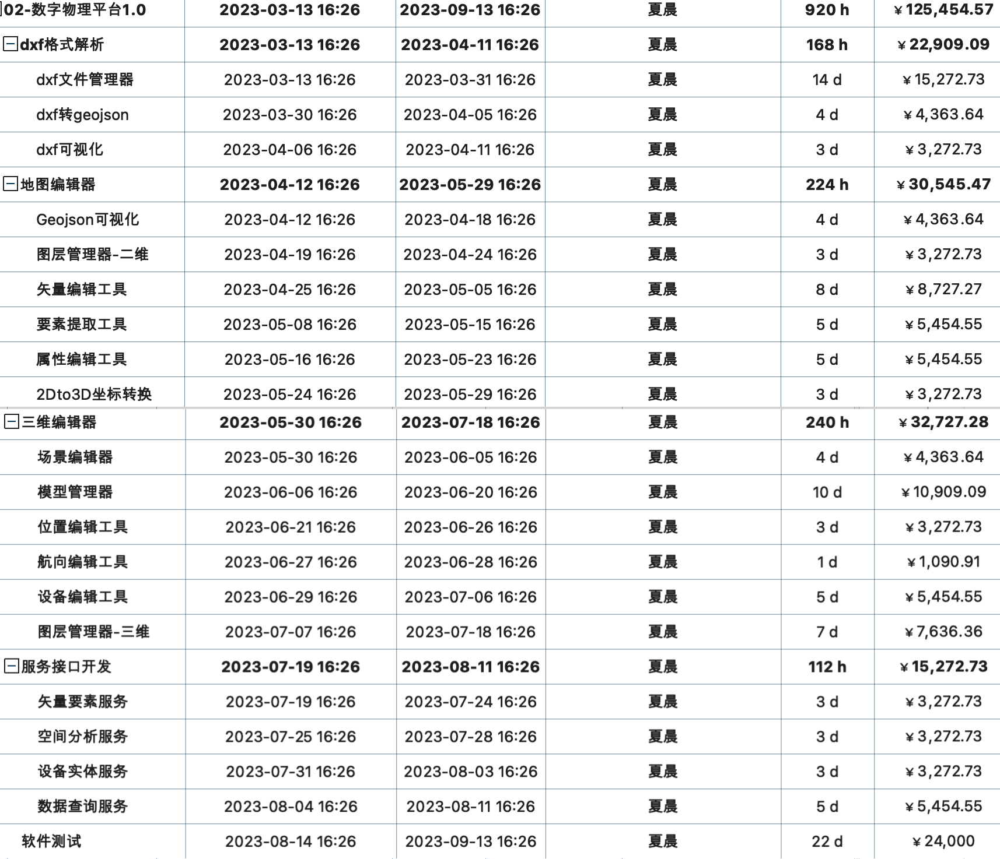 02-数字物理平台1.0 2023-03-13 16:26 2023-09-13 16:26 夏晨 920 h ￥125,454.57
dxf格式解析 2023-03-13 16:26 2023-04-11 16:26 夏晨 168 h ￥22,909.09
dxf文件管理器 2023-03-13 16:26 2023-03-31 16:26 夏晨 14 d ￥15,272.73
dxf转geojson 2023-03-30 16:26 2023-04-05 16:26 夏晨 4 d ￥4,363.64
dxf可视化 2023-04-06 16:26 2023-04-11 16:26 夏晨 3 d ￥3,272.73
地图编辑器 2023-04-12 16:26 2023-05-29 16:26 夏晨 224 h ￥30,545.47
Geojson可视化 2023-04-12 16:26 2023-04-18 16:26 夏晨 4 d ￥4,363.64
图层管理器-二维 2023-04-19 16:26 2023-04-24 16:26 夏晨 3 d ￥3,272.73
矢量编辑工具 2023-04-25 16:26 2023-05-05 16:26 夏晨 8 d ￥8,727.27
要素提取工具 2023-05-08 16:26 2023-05-15 16:26 夏晨 5 d ￥5,454.55
属性编辑工具 2023-05-16 16:26 2023-05-23 16:26 夏晨 5 d ￥5,454.55
2Dto3D坐标转换 2023-05-24 16:26 2023-05-29 16:26 夏晨 3 d ￥3,272.73
三维编辑器 2023-05-30 16:26 2023-07-18 16:26 夏晨 240 h ￥32,727.28
场景编辑器 2023-05-30 16:26 2023-06-05 16:26 夏晨 4 d ￥4,363.64
模型管理器 2023-06-06 16:26 2023-06-20 16:26 夏晨 10 d ￥10,909.09
位置编辑工具 2023-06-21 16:26 2023-06-26 16:26 夏晨 3 d ￥3,272.73
航向编辑工具 2023-06-27 16:26 2023-06-28 16:26 夏晨 1 d ￥1,090.91
设备编辑工具 2023-06-29 16:26 2023-07-06 16:26 夏晨 5 d ￥5,454.55
图层管理器-三维 2023-07-07 16:26 2023-07-18 16:26 夏晨 7 d ￥7,636.36
服务接口开发 2023-07-19 16:26 2023-08-11 16:26 夏晨 112 h ￥15,272.73
矢量要素服务 2023-07-19 16:26 2023-07-24 16:26 夏晨 3 d ￥3,272.73
空间分析服务 2023-07-25 16:26 2023-07-28 16:26 夏晨 3 d ￥3,272.73
设备实体服务 2023-07-31 16:26 2023-08-03 16:26 夏晨 3 d ￥3,272.73
数据查询服务 2023-08-04 16:26 2023-08-11 16:26 夏晨 5 d ￥5,454.55
软件测试 2023-08-14 16:26 2023-09-13 16:26 夏晨 22 d ￥24,000